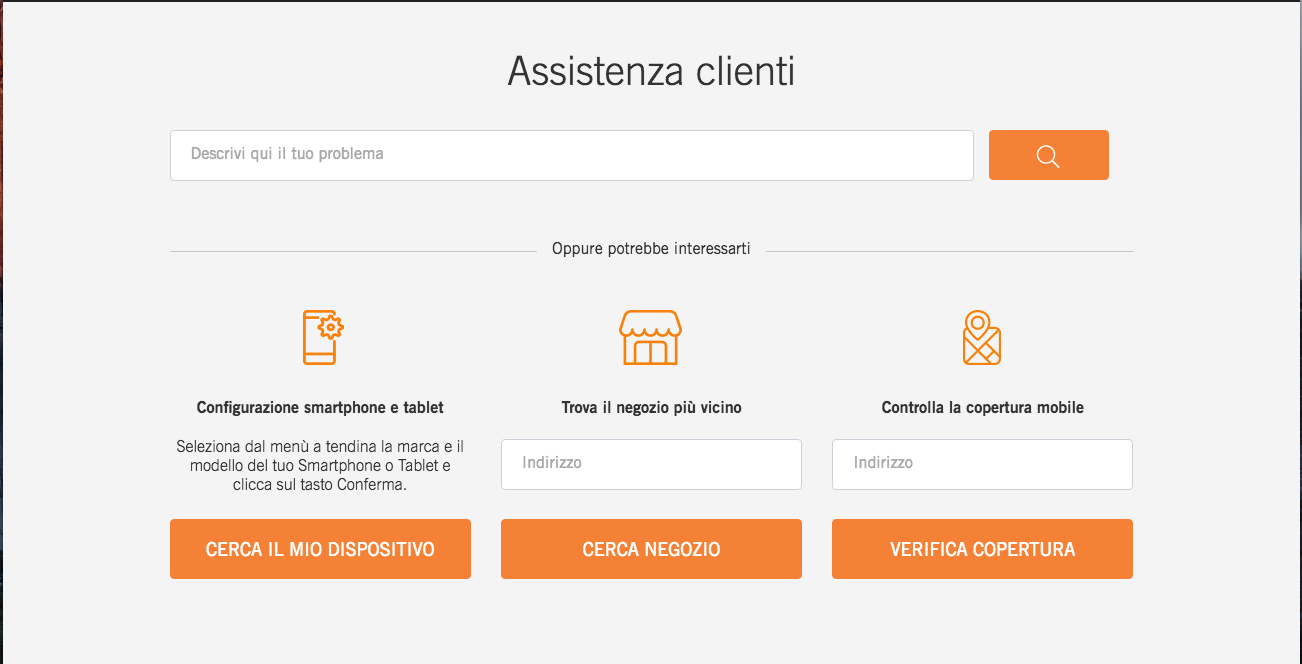 Assistenza clienti
Descrivi qui il tuo problema
Oppure potrebbe interessarti
Configurazione smartphone e tablet
Seleziona dal menù a tendina la marca e il
modello del tuo Smartphone o Tablet e
clicca sul tasto Conferma.
CERCA IL MIO DISPOSITIVO
Trova il negozio più vicino
Indirizzo
CERCA NEGOZIO
Controlla la copertura mobile
Indirizzo
VERIFICA COPERTURA